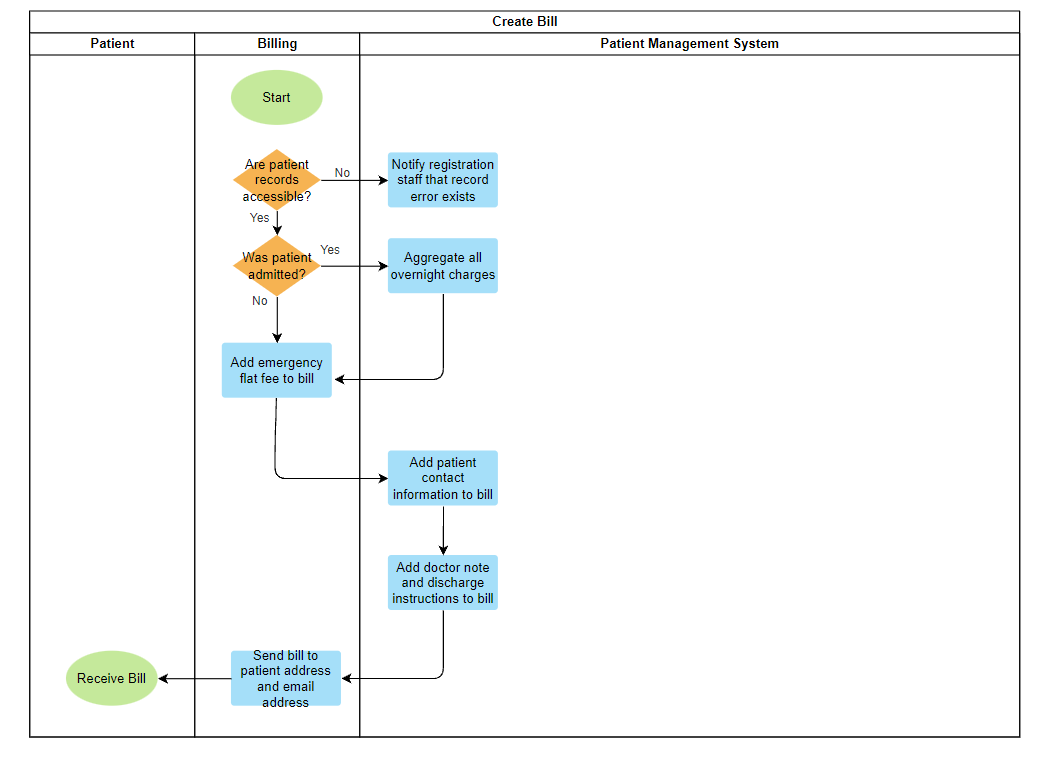 Create Bill
Patient
Billing
Patient Management System
Start
Are patient
records
accessible?
No
Notify registration
staff that record
error exists
Yes
Was patient
admitted?
Yes
Aggregate all
overnight charges
No
Add emergency
flat fee to bill
Add patient
contact
information to bill
Add doctor note
and discharge
instructions to bill
Send bill to
patient address
and email
address
Receive Bill